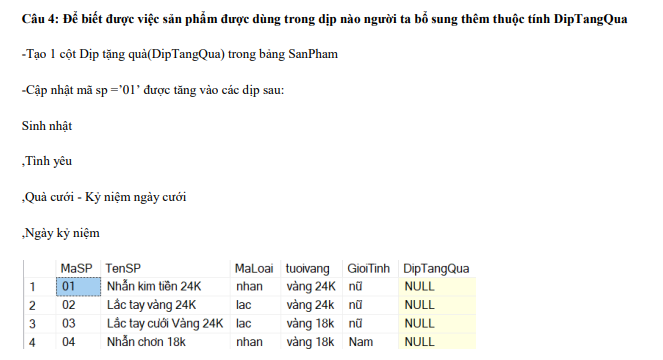 Câu 4: Để biết được việc sản phẩm được dùng trong dịp nào người ta bổ sung thêm thuộc tính DipTangQua
-Tạo 1 cột Dịp tặng quà(DipTangQua) trong bảng SanPham
-Cập nhật mã sp =’01’ được tăng vào các dịp sau:
Sinh nhật
,Tình yêu
,Quà cưới - Kỷ niệm ngày cưới
,Ngày kỷ niệm
MaSP TenSP MaLoai tuoivang GioiTinh DipTangQua
1 01 Nhẫn kim tiền 24K nhan vàng 24K nữ NULL
2 02 Lắc tay vàng 24K lac vàng 24k nữ NULL
3 03 Lắc tay cưới Vàng 24K lac vàng 18k nữ NULL
4 04 Nhẫn chơn 18k nhan vàng 18k Nam NULL